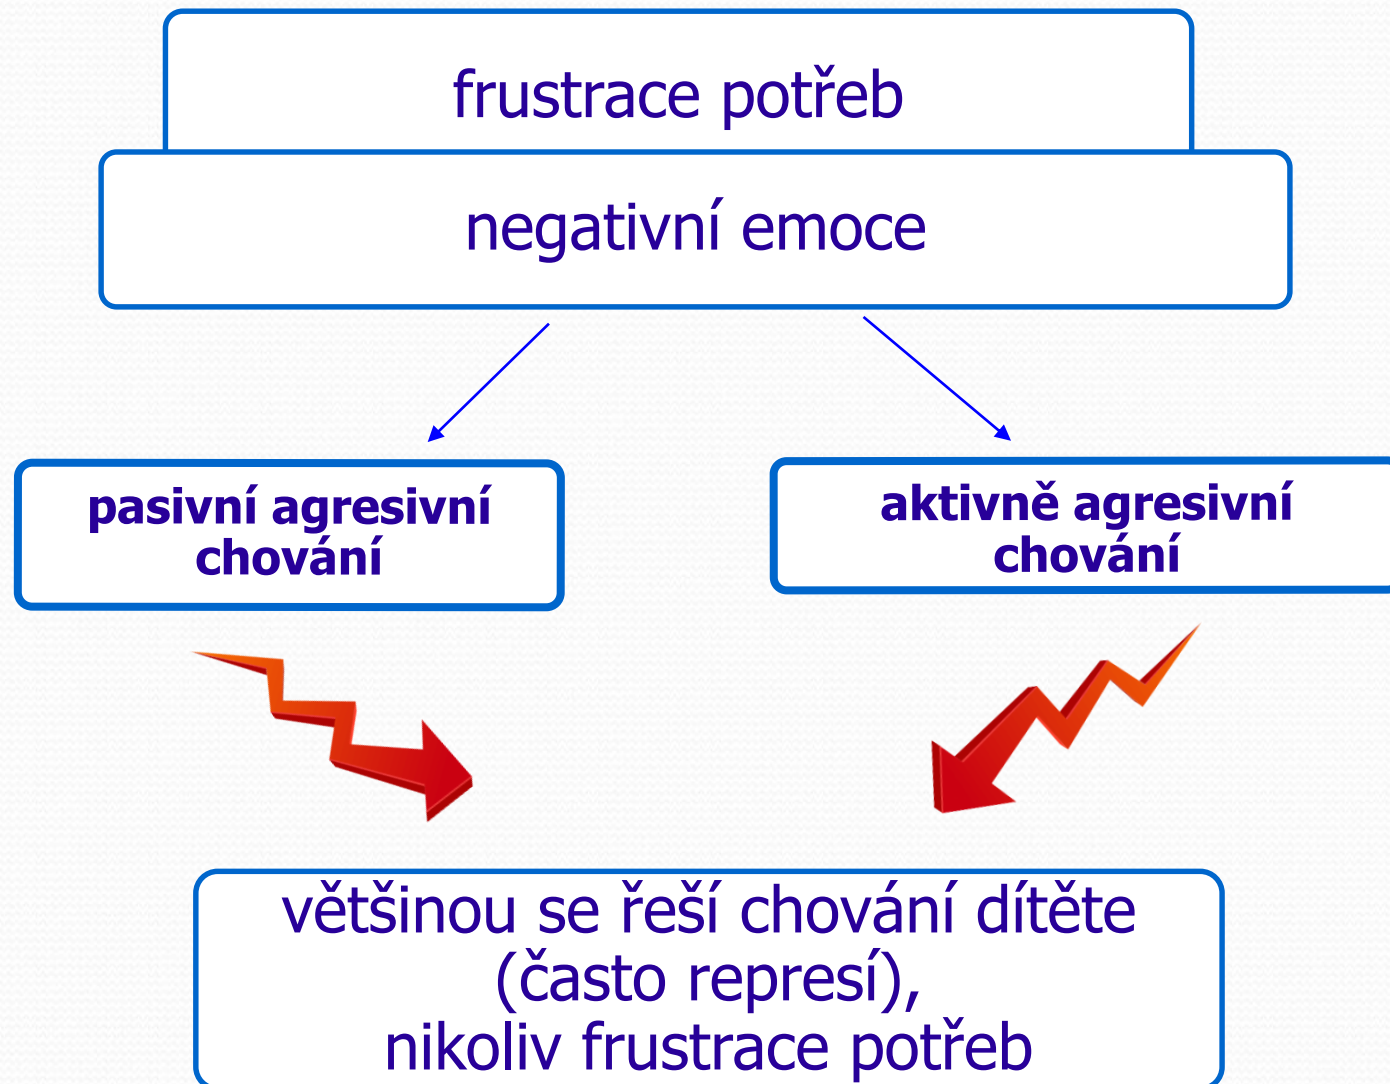 frustrace potřeb
negativní emoce
pasivní agresivní
chování
aktivně agresivní
chování
většinou se řeší chování dítěte
(často represí),
nikoliv frustrace potřeb